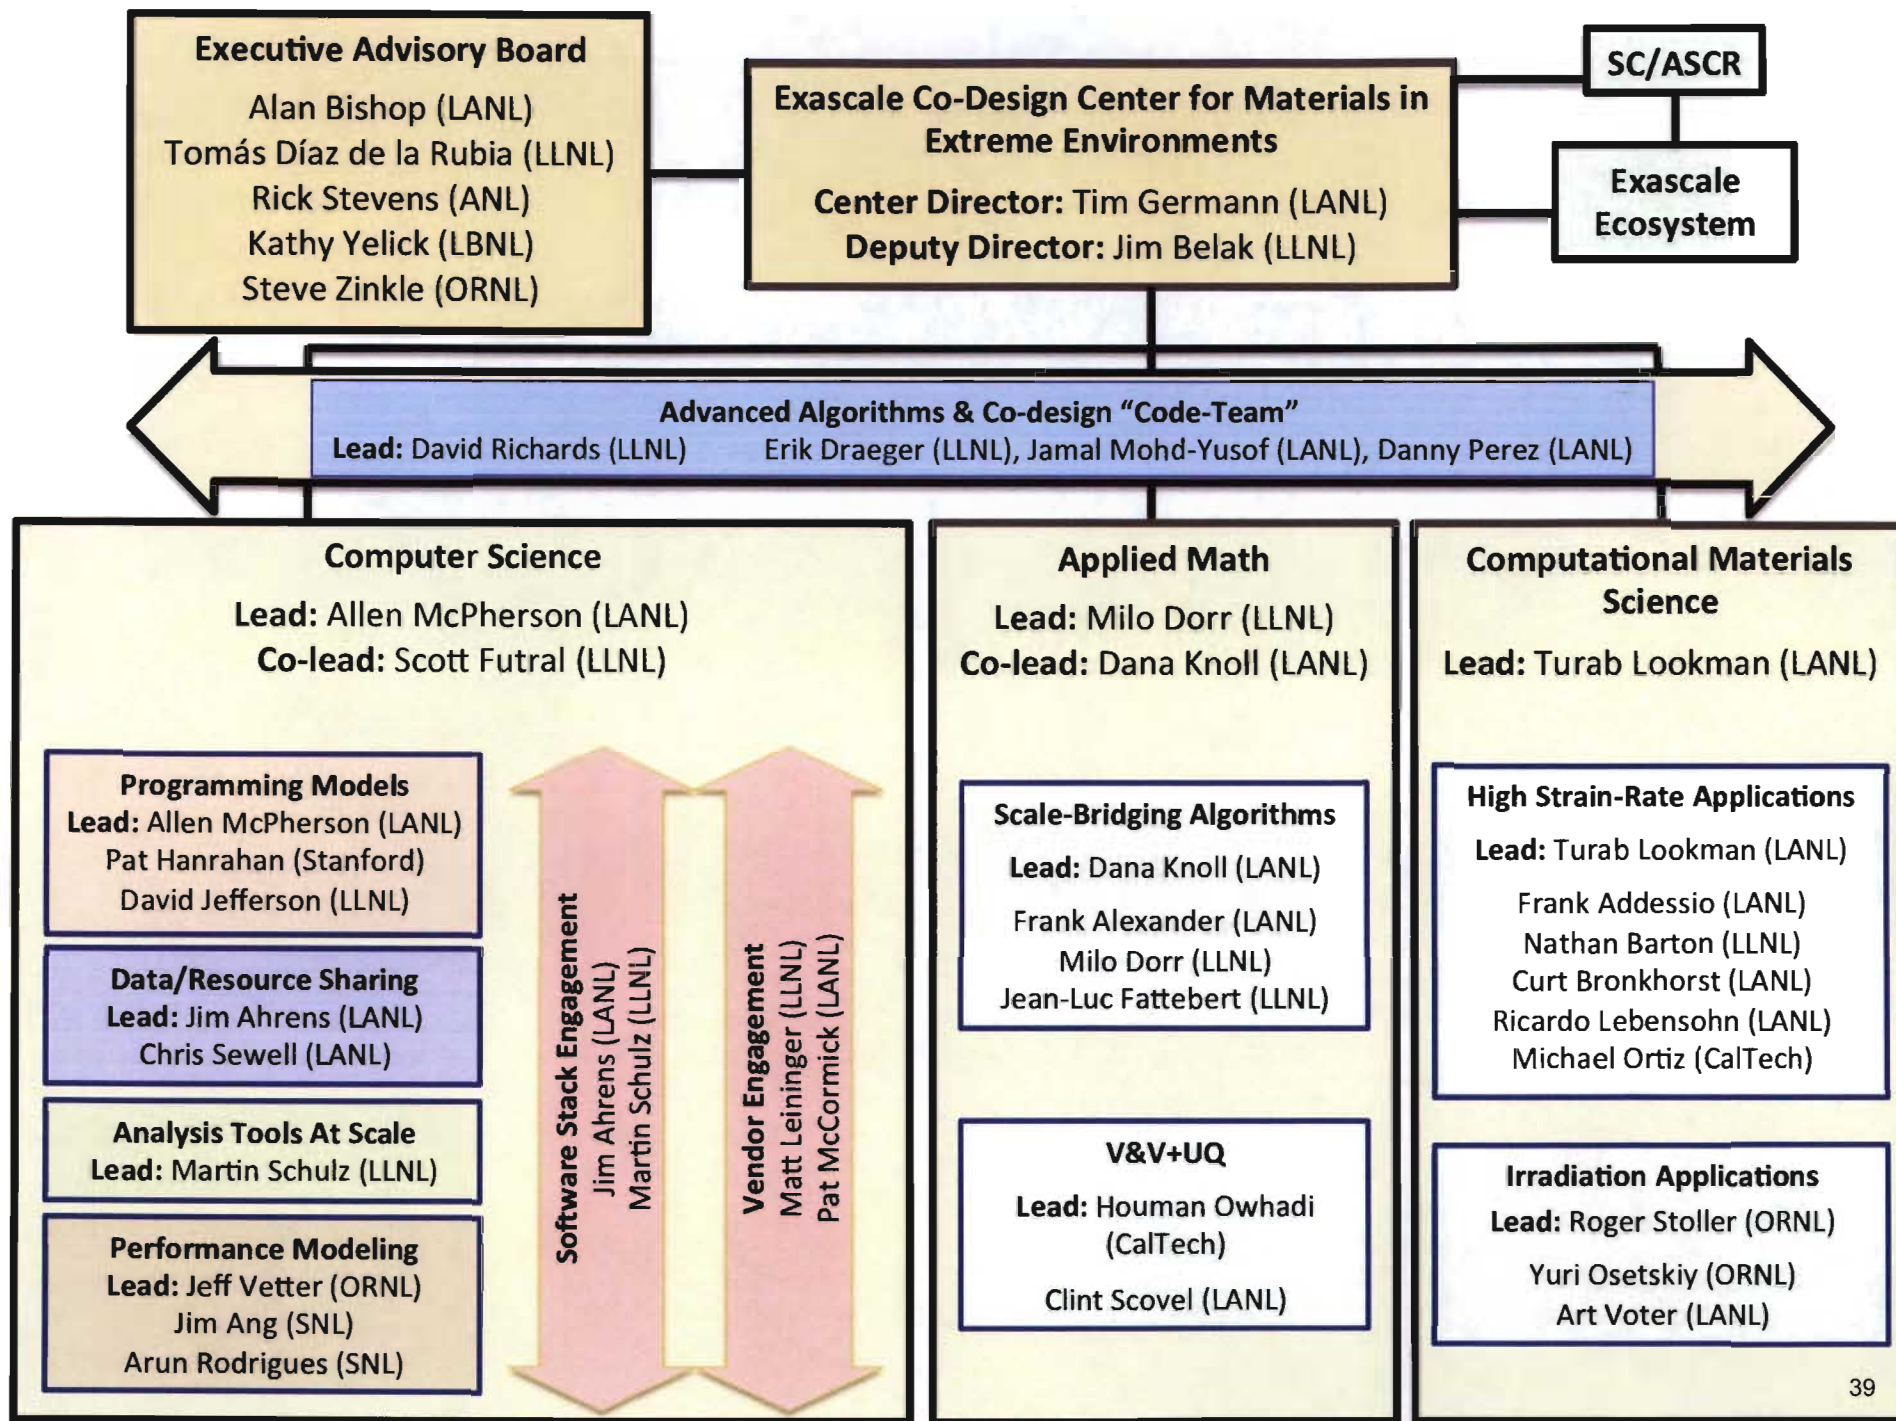 Executive Advisory Board
Alan Bishop (LANL)
Tomás Díaz de la Rubia (LLNL)
Rick Stevens (ANL)
Kathy Yelick (LBNL)
Steve Zinkle (ORNL)
Exascale Co-Design Center for Materials in
Extreme Environments
Center Director: Tim Germann (LANL)
Deputy Director: Jim Belak (LLNL)
SC/ASCR
Exascale
Ecosystem
Advanced Algorithms & Co-design “Code-Team”
Lead: David Richards (LLNL) Erik Draeger (LLNL), Jamal Mohd-Yusof (LANL), Danny Perez (LANL)
Computer Science
Lead: Allen McPherson (LANL)
Co-lead: Scott Futral (LLNL)
Programming Models
Lead: Allen McPherson (LANL)
Pat Hanrahan (Stanford)
David Jefferson (LLNL)
Data/Resource Sharing
Lead: Jim Ahrens (LANL)
Chris Sewell (LANL)
Analysis Tools At Scale
Lead: Martin Schulz (LLNL)
Performance Modeling
Lead: Jeff Vetter (ORNL)
Jim Ang (SNL)
Arun Rodrigues (SNL)
Software Stack Engagement
Jim Ahrens (LANL)
Martin Schulz (LLNL)
Vendor Engagement
Matt Leininger (LLNL)
Pat McCormick (LANL)
Applied Math
Lead: Milo Dorr (LLNL)
Co-lead: Dana Knoll (LANL)
Scale-Bridging Algorithms
Lead: Dana Knoll (LANL)
Frank Alexander (LANL)
Milo Dorr (LLNL)
Jean-Luc Fattebert (LLNL)
V&V+UQ
Lead: Houman Owhadi
(CalTech)
Clint Scovel (LANL)
Computational Materials
Science
Lead: Turab Lookman (LANL)
High Strain-Rate Applications
Lead: Turab Lookman (LANL)
Frank Addessio (LANL)
Nathan Barton (LLNL)
Curt Bronkhorst (LANL)
Ricardo Lebensohn (LANL)
Michael Ortiz (CalTech)
Irradiation Applications
Lead: Roger Stoller (ORNL)
Yuri Osetskiy (ORNL)
Art Voter (LANL)
39